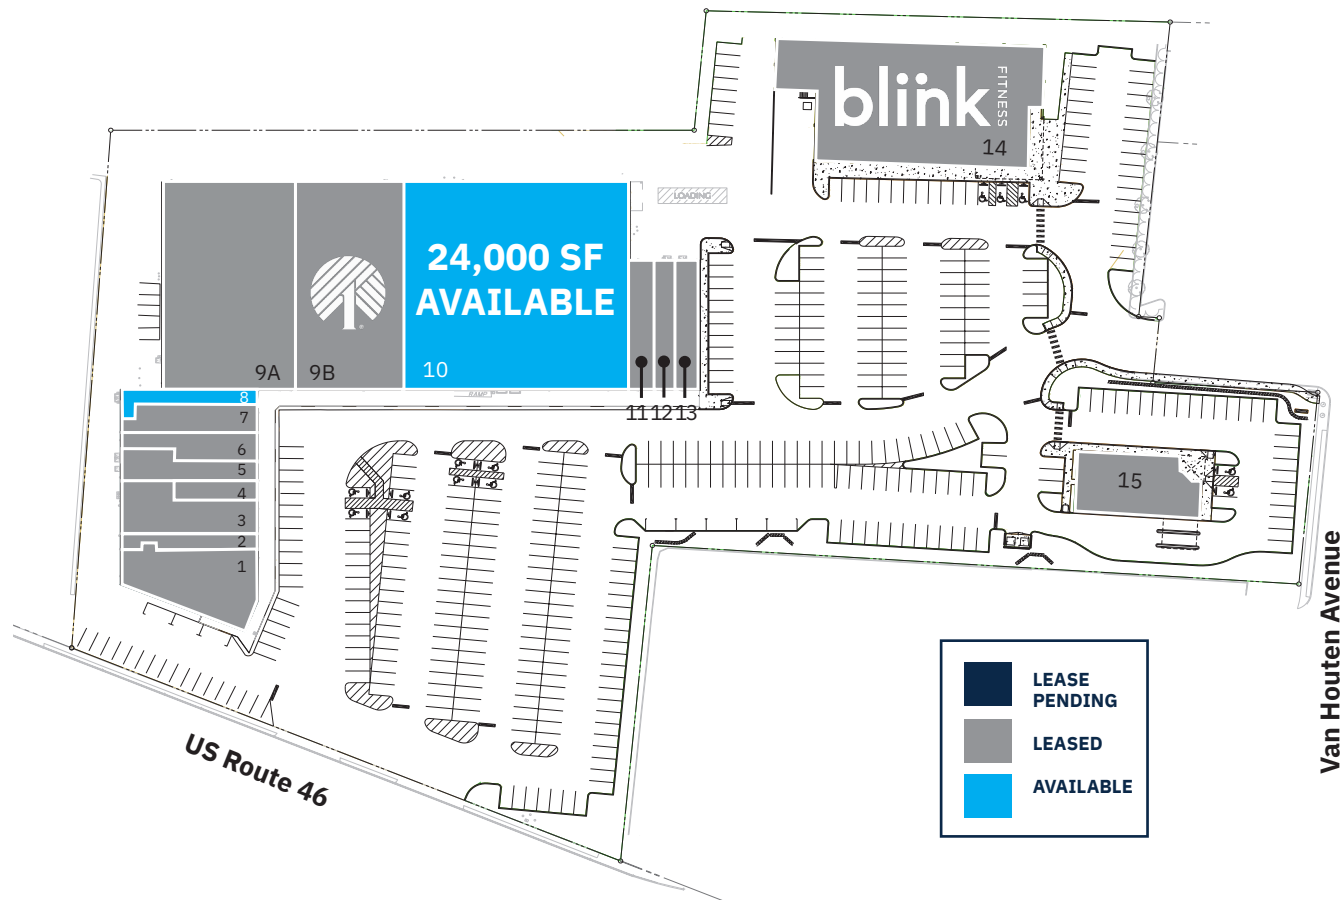 blink
FITNESS
14
LOADING
24,000 SF
AVAILABLE
9A
9B
10
11
12
13
RAMP
8
7
6
5
4
3
2
1
15
US Route 46
Van Houten Avenue
LEASE
PENDING
LEASED
AVAILABLE